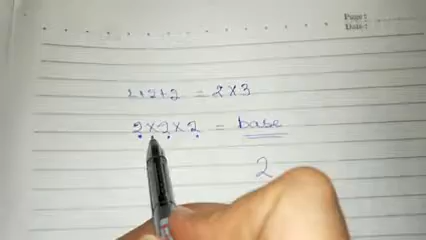 Page:
Date:
2+2+2 = 2×3
2×2×2 = base
2